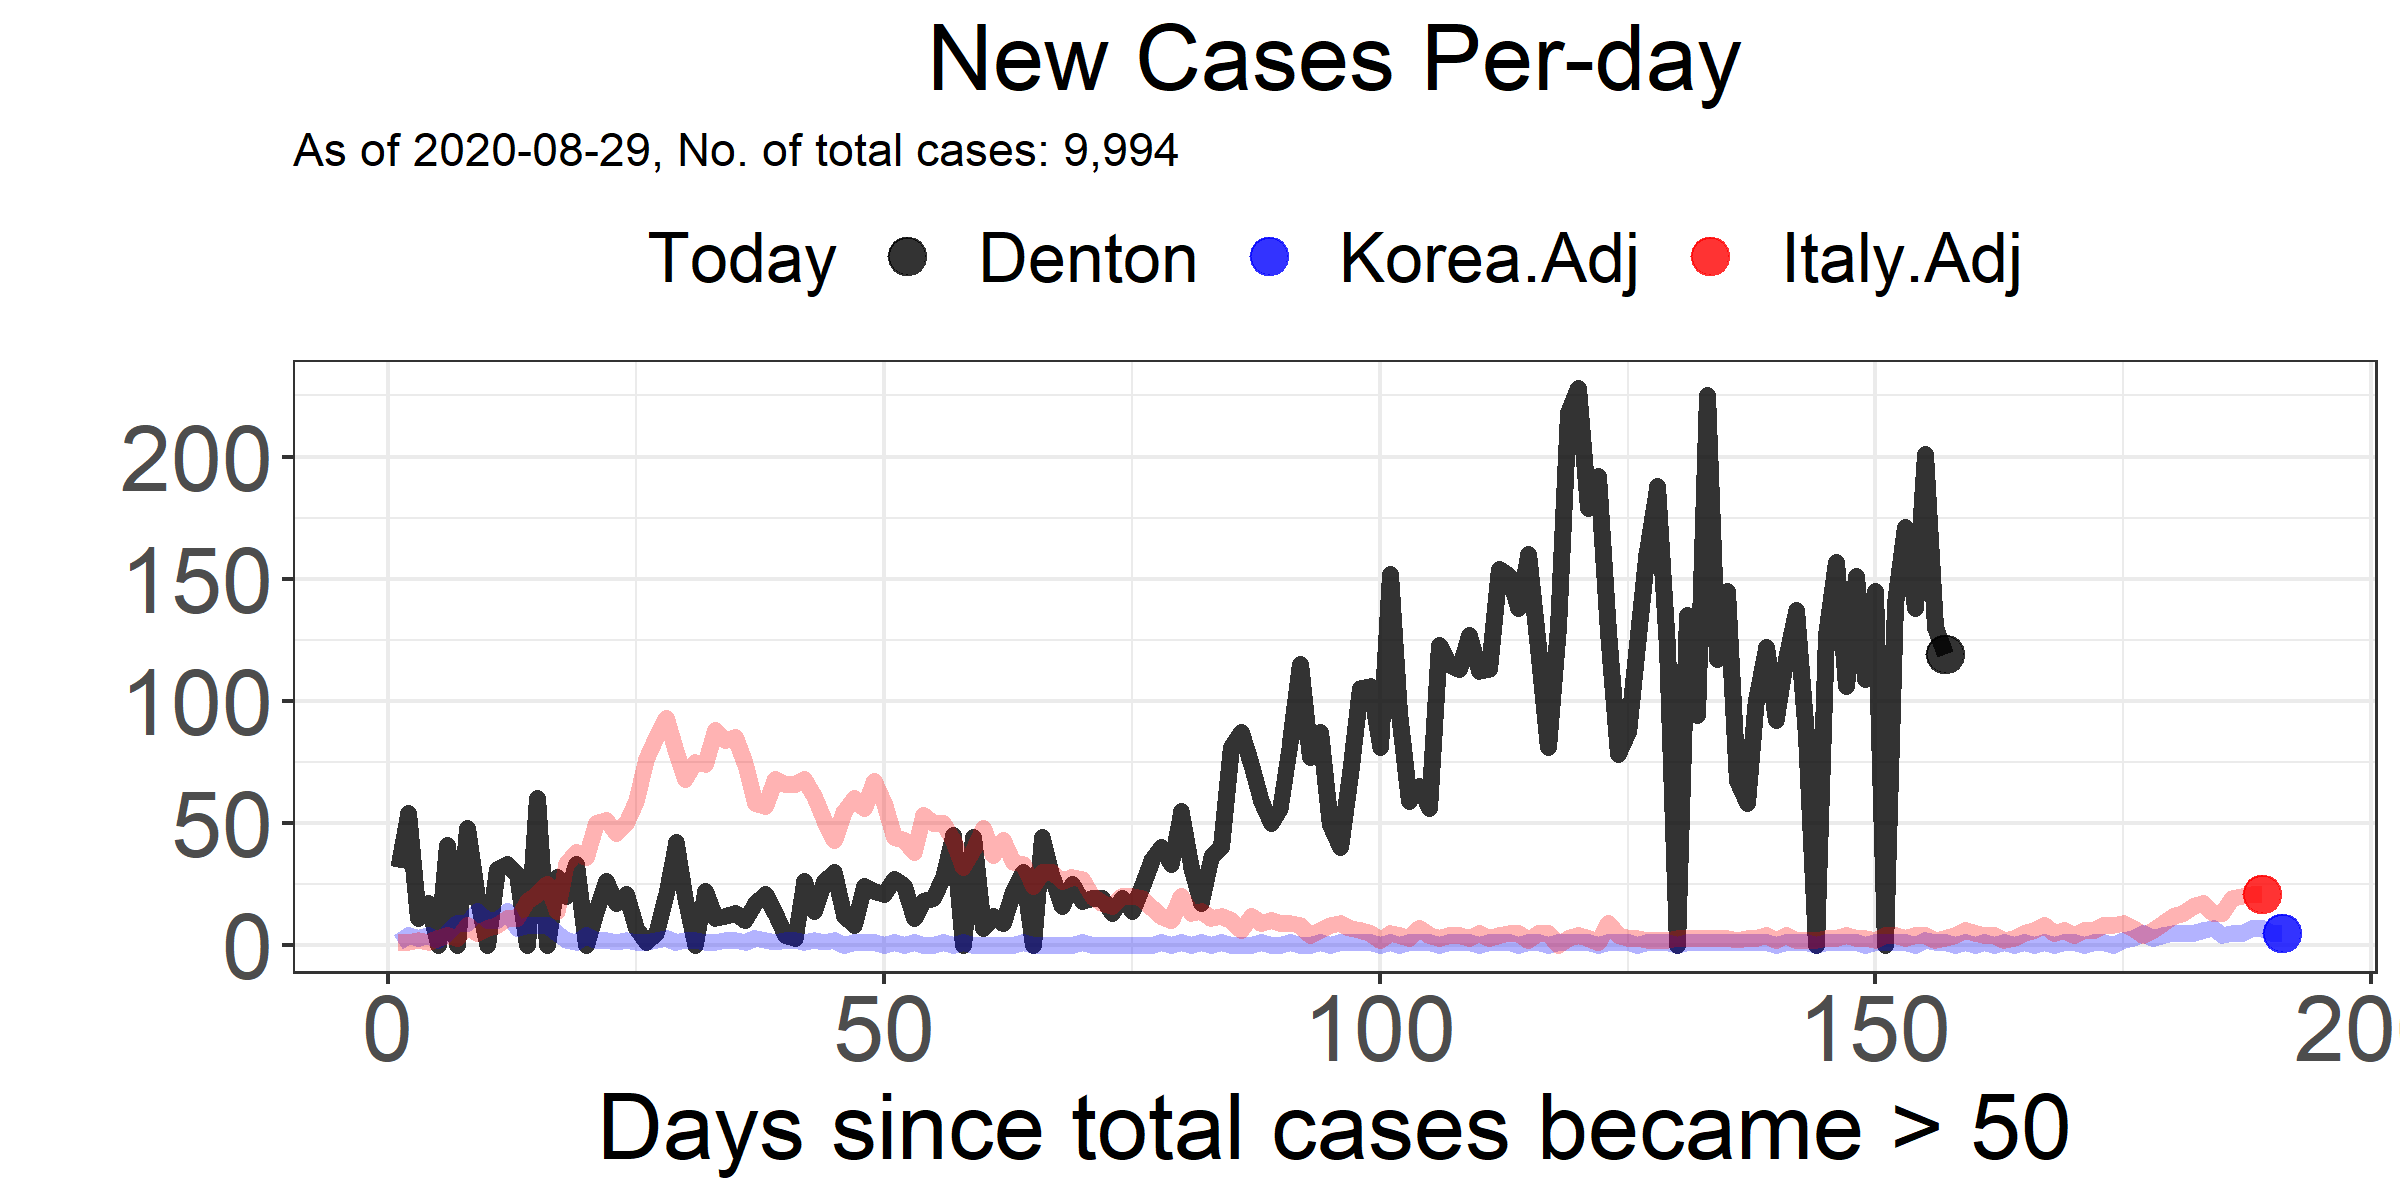 New Cases Per-day
As of 2020-08-29, No. of total cases: 9,994
Today Denton Korea.Adj Italy.Adj
200
150
100
50
0
0 50 100 150 20
Days since total cases became > 50